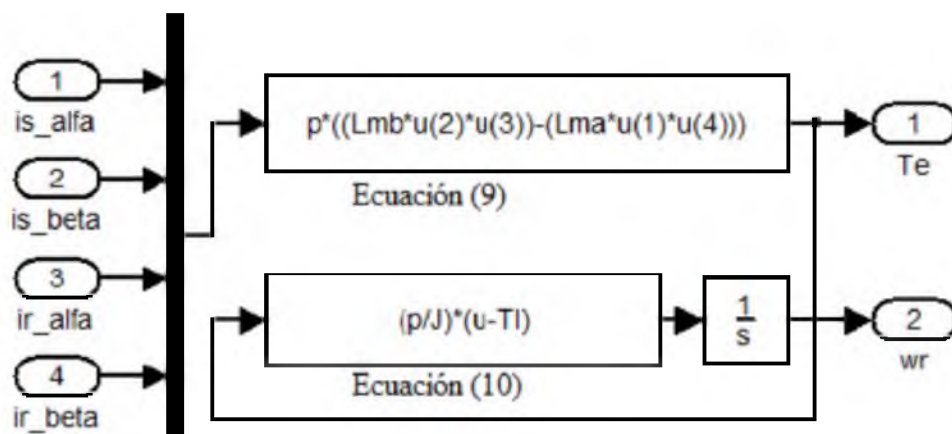 1
is_alfa
2
is_beta
3
ir_alfa
4
ir_beta
p*((Lmb*u(2)*u(3))-(Lma*u(1)*u(4)))
Ecuación (9)
(p/J)*(u-Tl)
Ecuación (10)
1
s
1
Te
2
wr